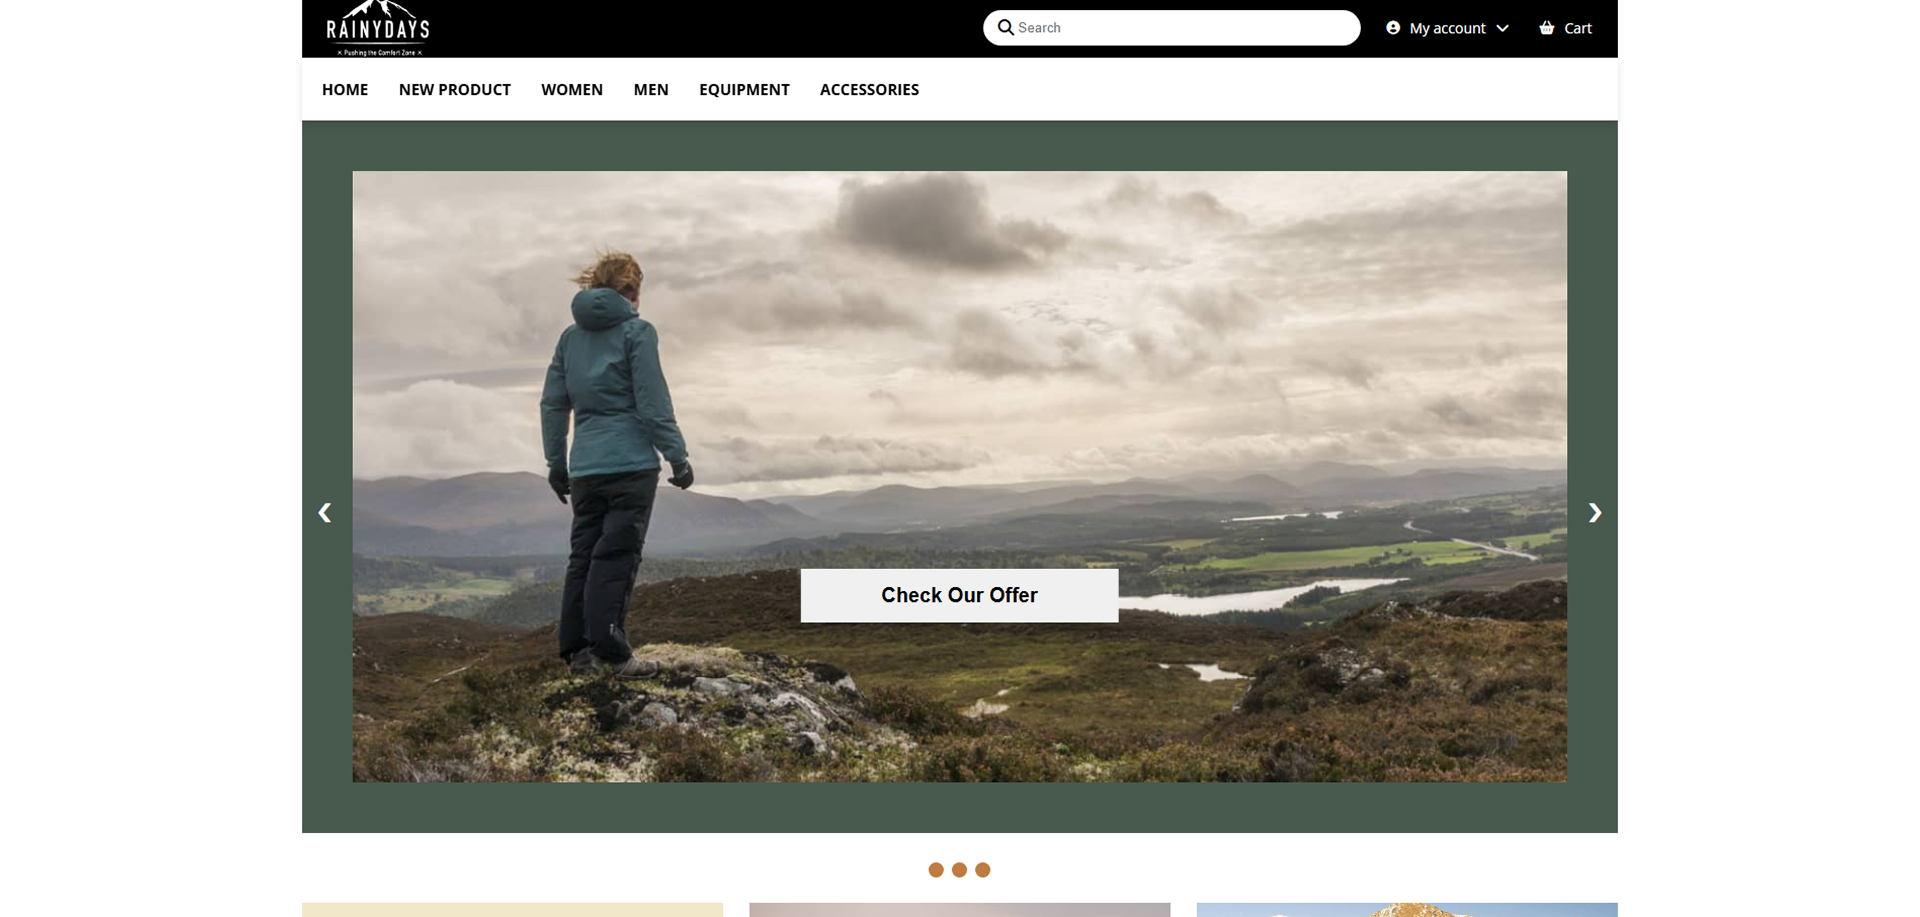 RAINYDAYS
× Pushing the Comfort Zone ×
Search
My account
Cart
HOME
NEW PRODUCT
WOMEN
MEN
EQUIPMENT
ACCESSORIES
Check Our Offer